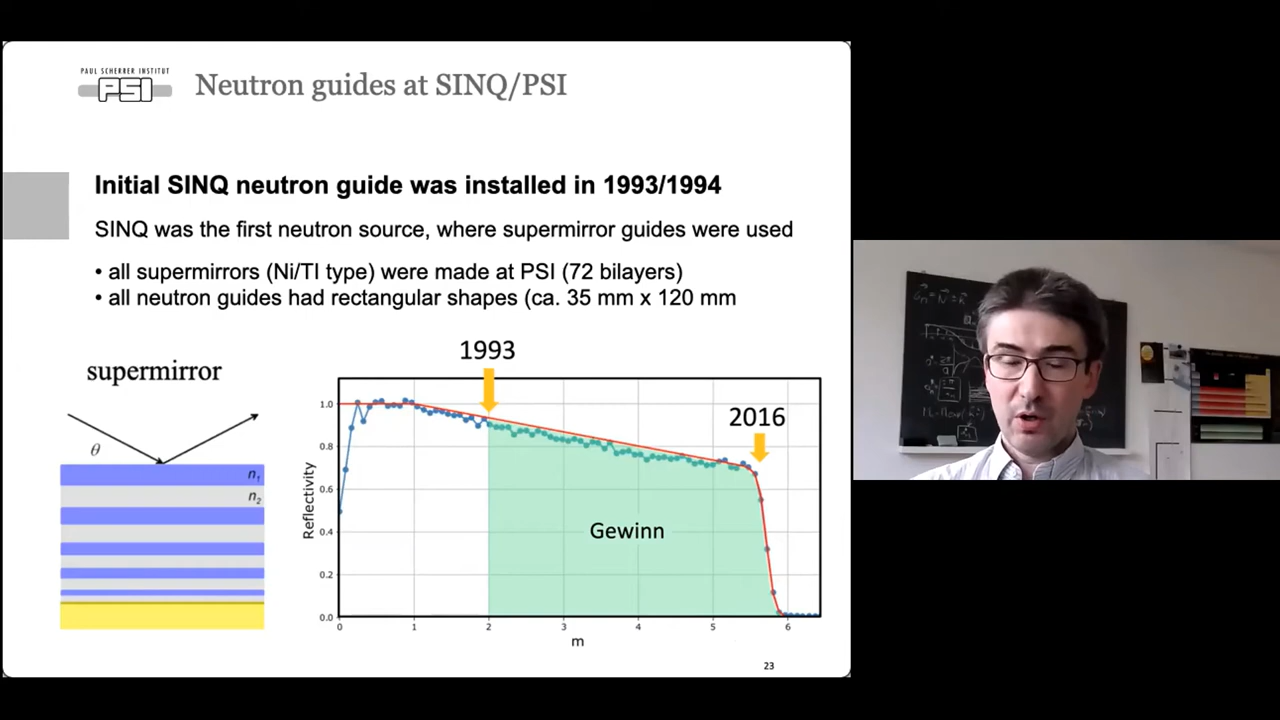 PAUL SCHERRER INSTITUT
PSI
Neutron guides at SINQ/PSI
Initial SINQ neutron guide was installed in 1993/1994
SINQ was the first neutron source, where supermirror guides were used
• all supermirrors (Ni/TI type) were made at PSI (72 bilayers)
• all neutron guides had rectangular shapes (ca. 35 mm x 120 mm
supermirror
θ
n1
n2
1993
2016
Gewinn
Reflectivity
1.0
0.8
0.6
0.4
0.2
0.0
0 1 2 3 4 5 6
m
23